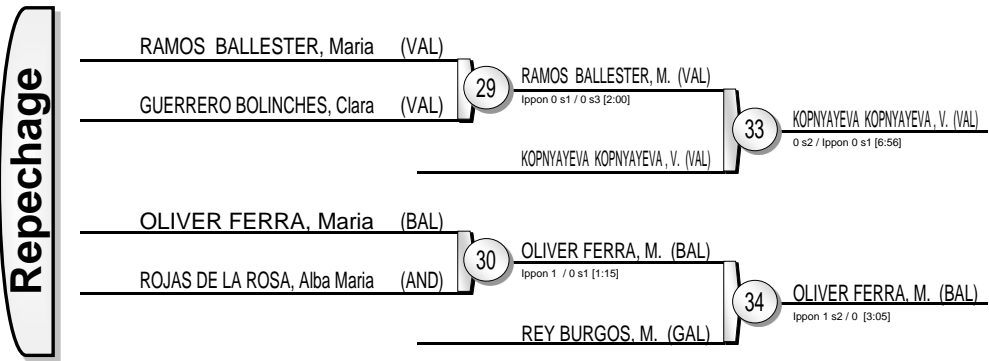 Repechage
RAMOS BALLESTER, Maria (VAL)
GUERRERO BOLINCHES, Clara (VAL)
29
RAMOS BALLESTER, M. (VAL)
Ippon 0 s1 / 0 s3 [2:00]
KOPNYAYEVA KOPNYAYEVA , V. (VAL)
33
KOPNYAYEVA KOPNYAYEVA , V. (VAL)
0 s2 / Ippon 0 s1 [6:56]
OLIVER FERRA, Maria (BAL)
ROJAS DE LA ROSA, Alba Maria (AND)
30
OLIVER FERRA, M. (BAL)
Ippon 1 / 0 s1 [1:15]
REY BURGOS, M. (GAL)
34
OLIVER FERRA, M. (BAL)
Ippon 1 s2 / 0 [3:05]